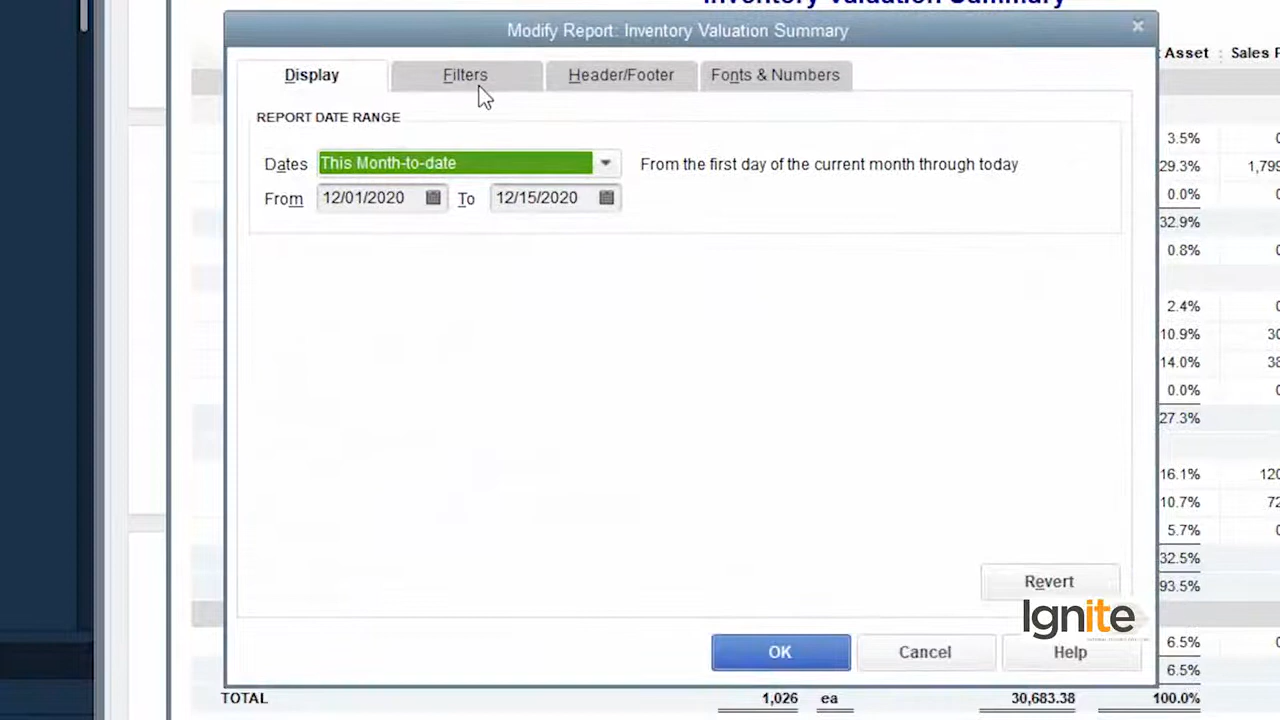 Inventory Valuation Summary
Modify Report: Inventory Valuation Summary
Asset Sales
Display Filters Header/Footer Fonts & Numbers
REPORT DATE RANGE
3.5%
Dates This Month-to-date From the first day of the current month through today
29.3% 1,799
0.0%
From 12/01/2020 To 12/15/2020
32.9%
0.8%
2.4%
10.9%
14.0%
0.0%
27.3%
16.1%
10.7%
5.7%
32.5%
Revert
93.5%
Ignite
6.5%
OK Cancel Help
6.5%
TOTAL 1,026 ea 30,683.38 100.0%